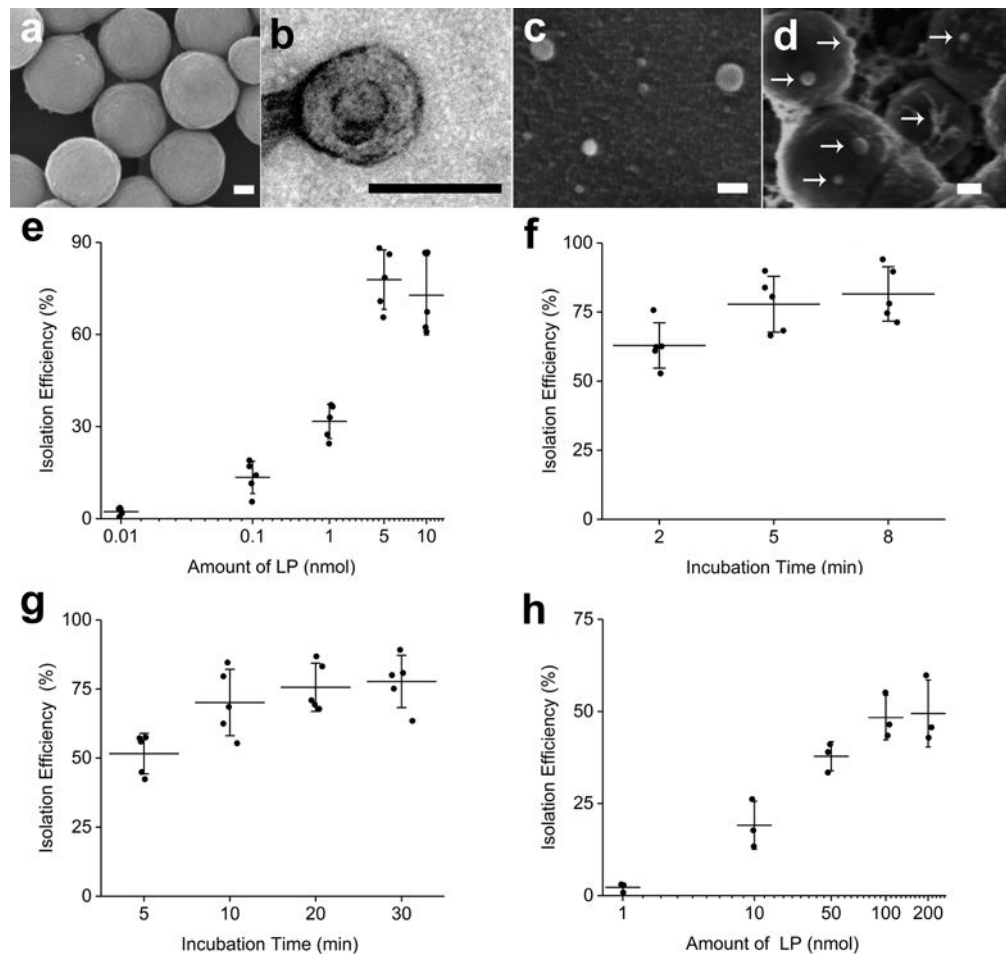 a
b
c
d
e
90
60
30
0
0.01
0.1
1
5
10
Isolation Efficiency (%)
Amount of LP (nmol)
f
100
75
50
25
0
2
5
8
Isolation Efficiency (%)
Incubation Time (min)
g
100
75
50
25
0
5
10
20
30
Isolation Efficiency (%)
Incubation Time (min)
h
75
50
25
0
1
10
50
100
200
Isolation Efficiency (%)
Amount of LP (nmol)